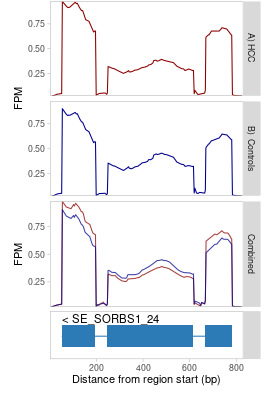 0.75
0.50
0.25
A) HCC
FPM
0.75
0.50
0.25
B) Controls
0.75
0.50
0.25
Combined
FPM
< SE_SORBS1_24
200 400 600 800
Distance from region start (bp)